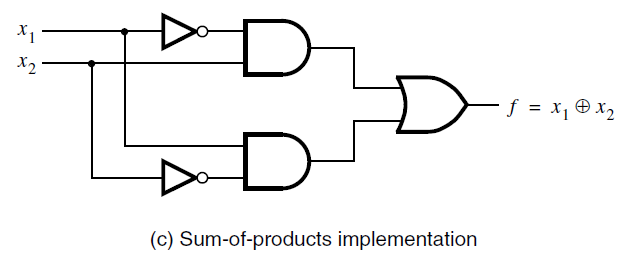 x₁
x₂
f = x₁ ⊕ x₂
(c) Sum-of-products implementation